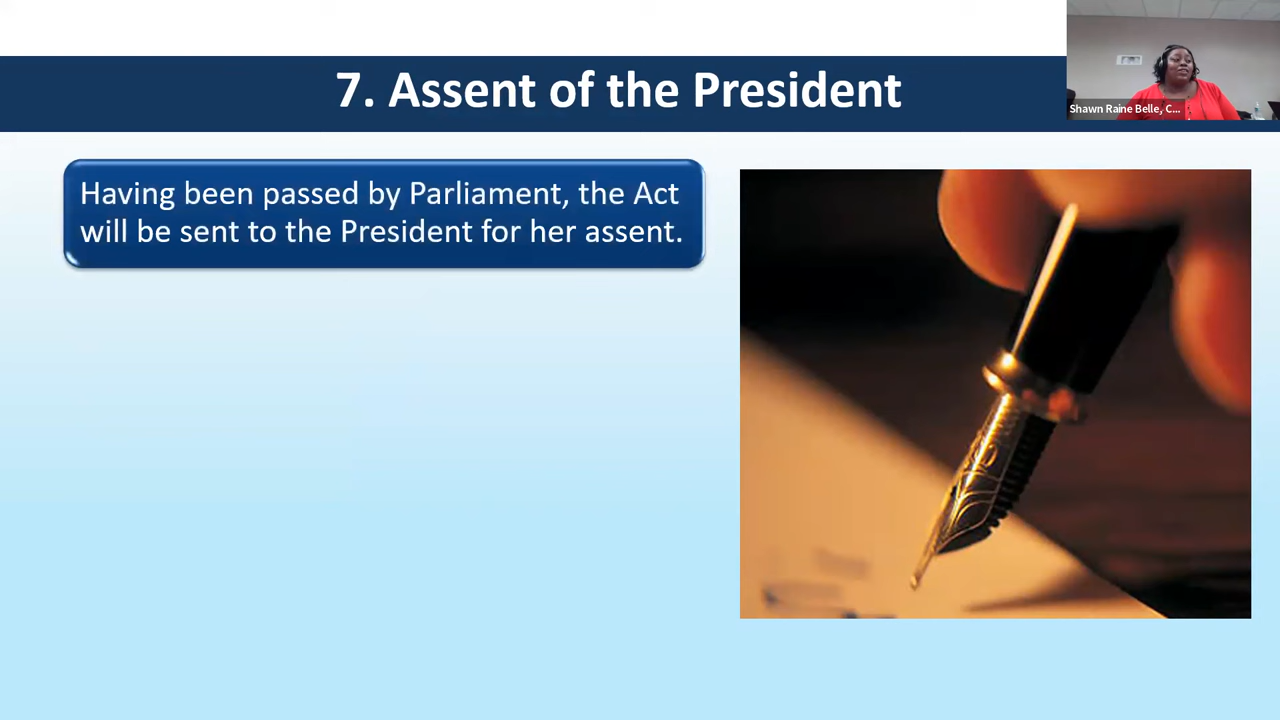 7. Assent of the President
Shawn Raine Belle, C...
Having been passed by Parliament, the Act
will be sent to the President for her assent.